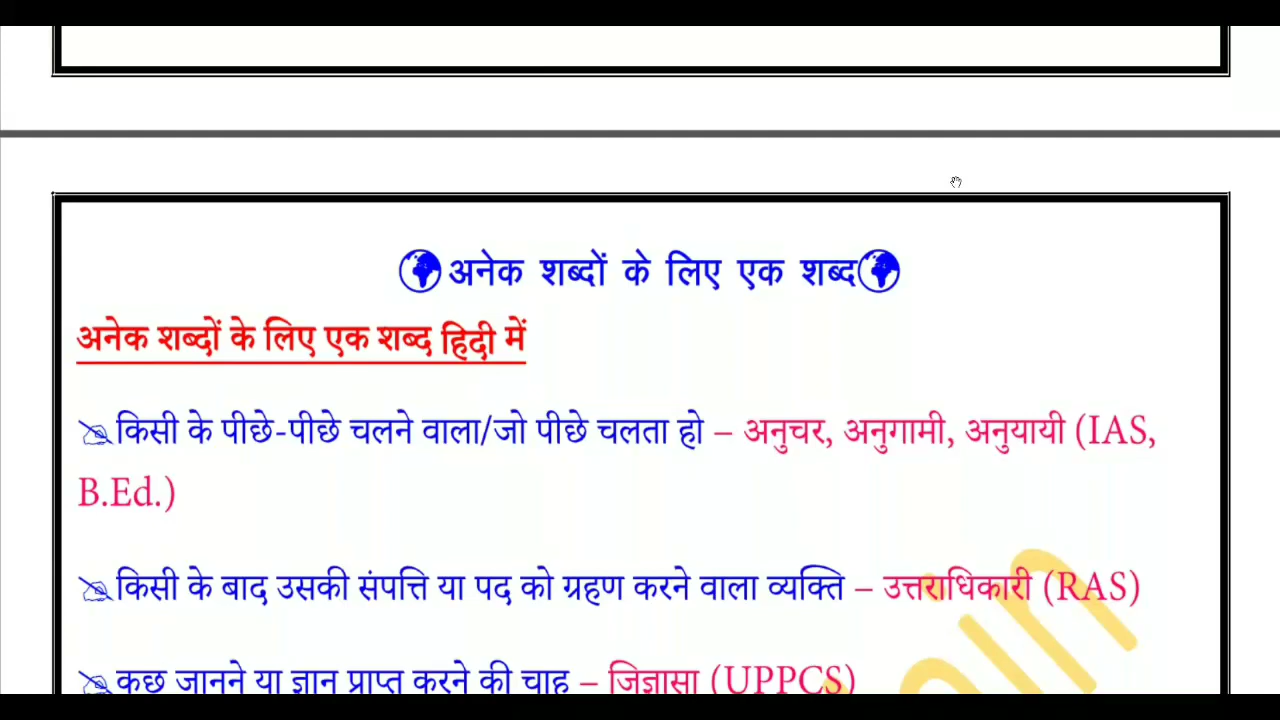 अनेक शब्दों के लिए एक शब्द
अनेक शब्दों के लिए एक शब्द हिदी में
किसी के पीछे-पीछे चलने वाला/जो पीछे चलता हो – अनुचर, अनुगामी, अनुयायी (IAS,
B.Ed.)
किसी के बाद उसकी संपत्ति या पद को ग्रहण करने वाला व्यक्ति – उत्तराधिकारी (RAS)
कुछ जानने या ज्ञान प्राप्त करने की चाह – जिज्ञासा (UPPCS)